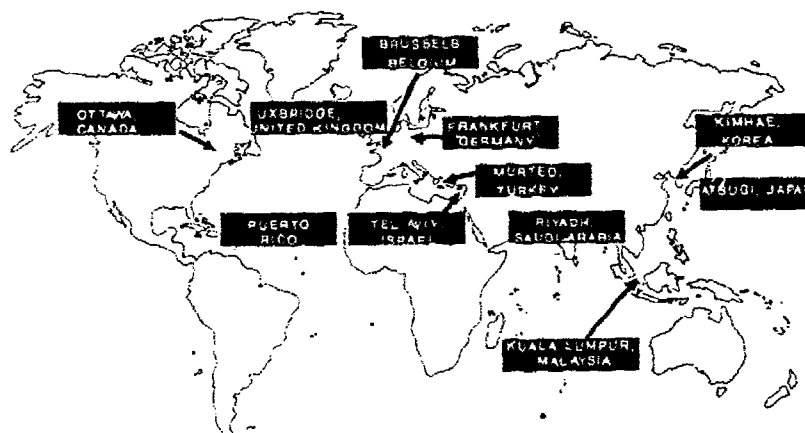 BRUSSELS
BELGIUM
OTTAWA,
CANADA
UXBRIDGE,
UNITED KINGDOM
FRANKFURT
GERMANY
KIMHAE,
KOREA
MURTED,
TURKEY
ATSUGI, JAPA
PUERTO
RICO
TEL AVIV,
ISRAEL
RIYADH,
SAUDI ARABIA
KUALA LUMPUR,
MALAYSIA